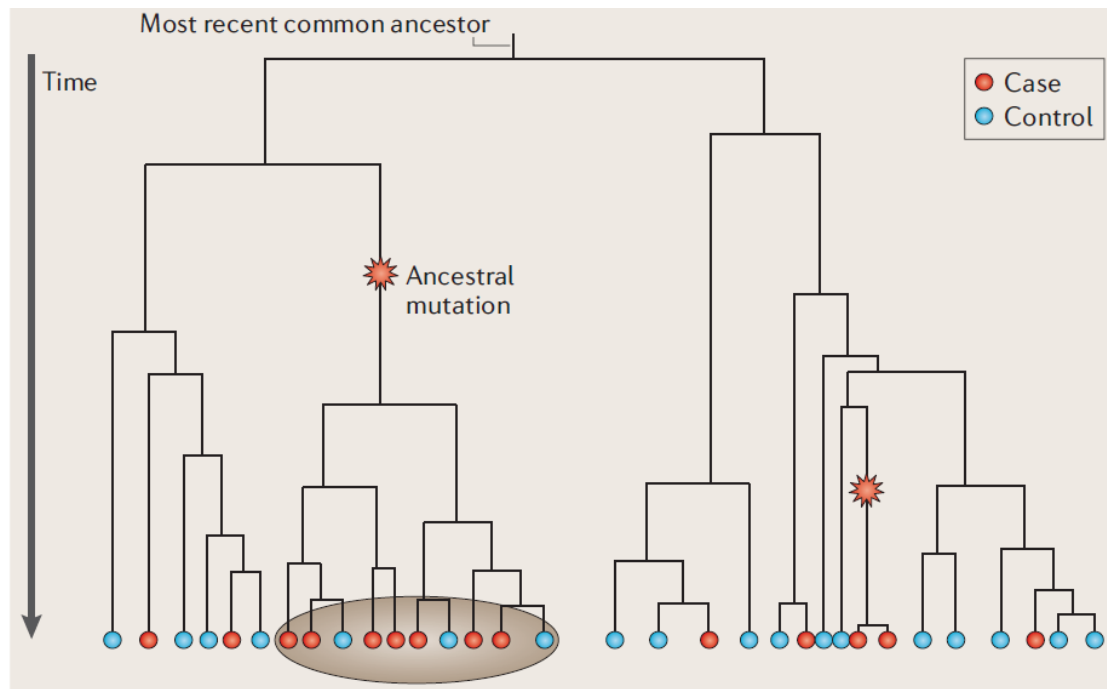 Most recent common ancestor
Time
Case
Control
Ancestral
mutation